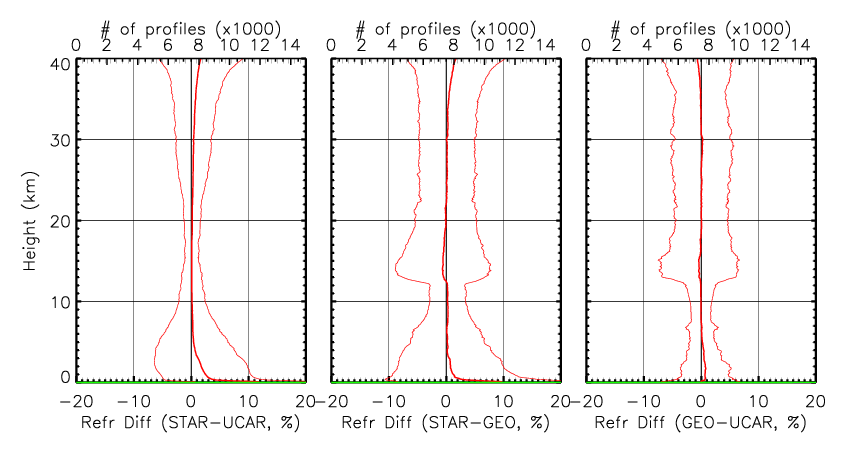 # of profiles (x1000) # of profiles (x1000) # of profiles (x1000)
0 2 4 6 8 10 12 14 0 2 4 6 8 10 12 14 0 2 4 6 8 10 12 14
40
30
20
10
0
Height (km)
−20 −10 0 10 20 −20 −10 0 10 20 −20 −10 0 10 20
Refr Diff (STAR−UCAR, %) Refr Diff (STAR−GEO, %) Refr Diff (GEO−UCAR, %)